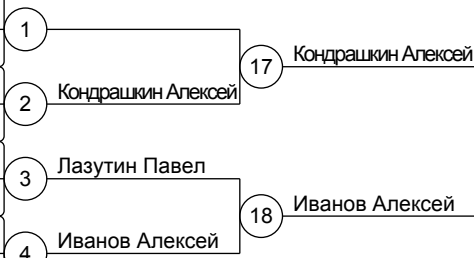 1
17
Кондрашкин Алексей
2
Кондрашкин Алексей
3
Лазутин Павел
18
Иванов Алексей
4
Иванов Алексей